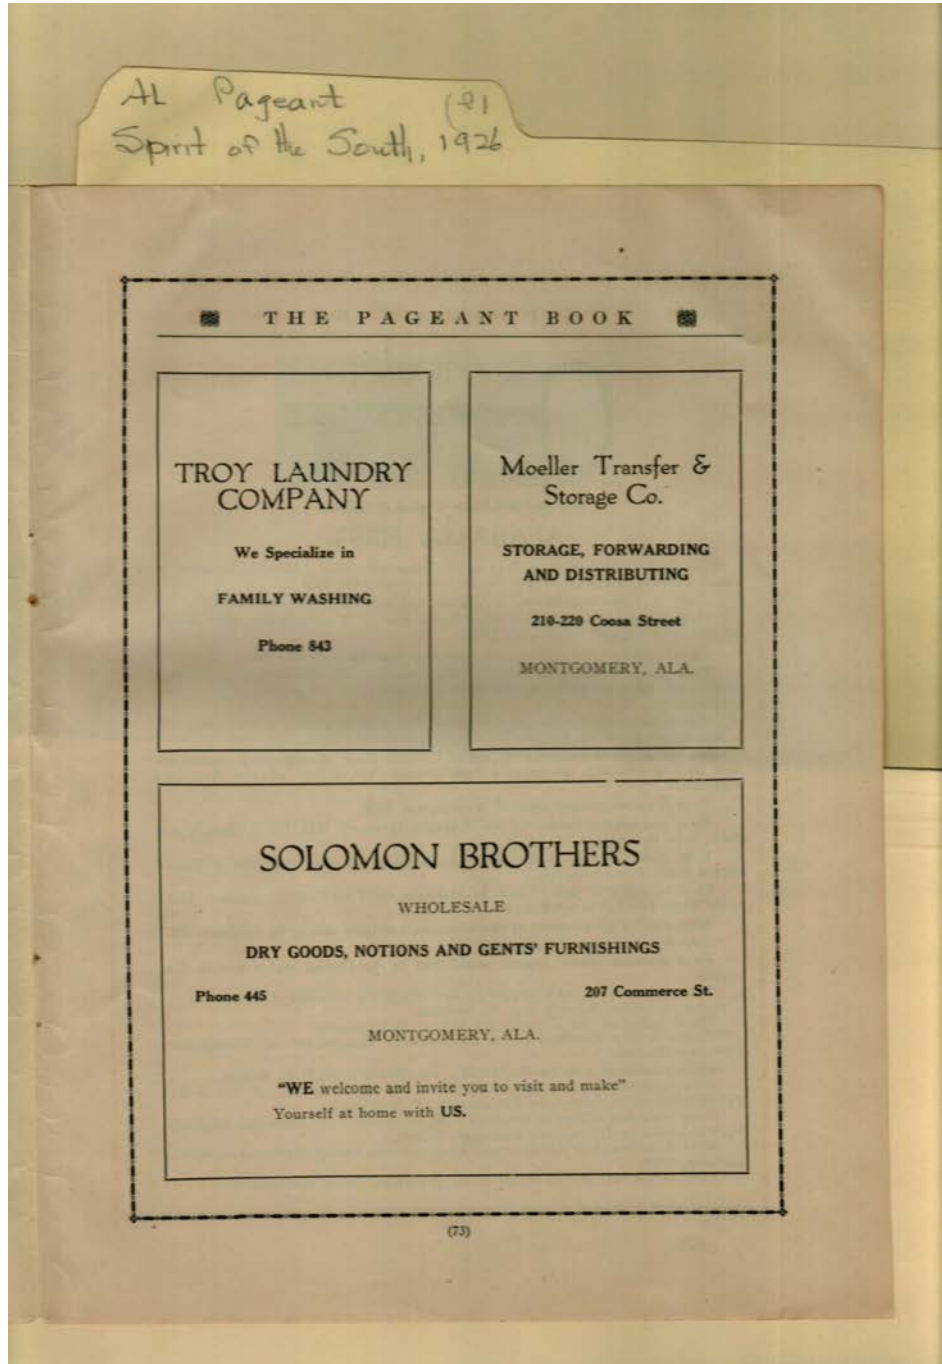 AL Pageant
Spirit of the South, 1926
THE PAGEANT BOOK
TROY LAUNDRY
COMPANY
We Specialize in
FAMILY WASHING
Phone 843
Moeller Transfer &
Storage Co.
STORAGE, FORWARDING
AND DISTRIBUTING
210-220 Coosa Street
MONTGOMERY, ALA.
SOLOMON BROTHERS
WHOLESALE
DRY GOODS, NOTIONS AND GENTS' FURNISHINGS
Phone 445 207 Commerce St.
MONTGOMERY, ALA.
"WE welcome and invite you to visit and make"
Yourself at home with US.
(73)